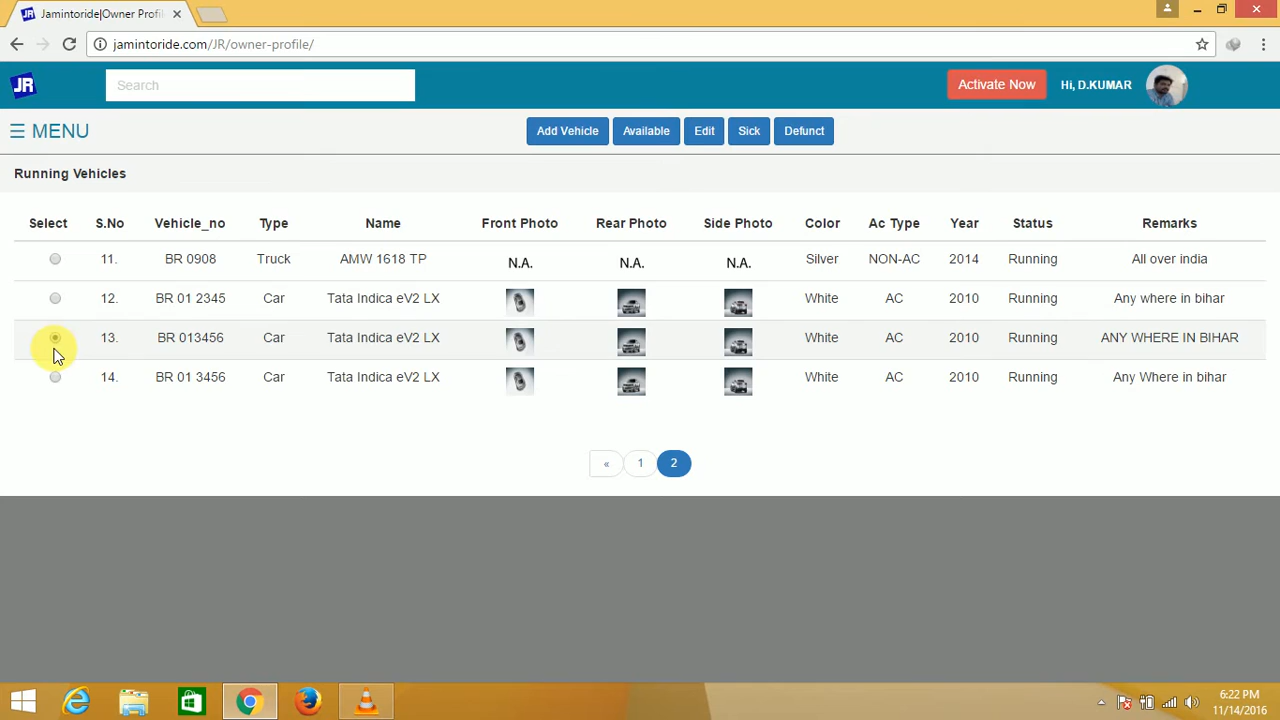 Jamintoride|Owner Profil
jamintoride.com/JR/owner-profile/
JR
Search
Activate Now
Hi, D.KUMAR
☰ MENU
Add Vehicle
Available
Edit
Sick
Defunct
Running Vehicles
Select S.No Vehicle_no Type Name Front Photo Rear Photo Side Photo Color Ac Type Year Status Remarks
11. BR 0908 Truck AMW 1618 TP N.A. N.A. N.A. Silver NON-AC 2014 Running All over india
12. BR 01 2345 Car Tata Indica eV2 LX White AC 2010 Running Any where in bihar
13. BR 013456 Car Tata Indica eV2 LX White AC 2010 Running ANY WHERE IN BIHAR
14. BR 01 3456 Car Tata Indica eV2 LX White AC 2010 Running Any Where in bihar
« 1 2
6:22 PM
11/14/2016